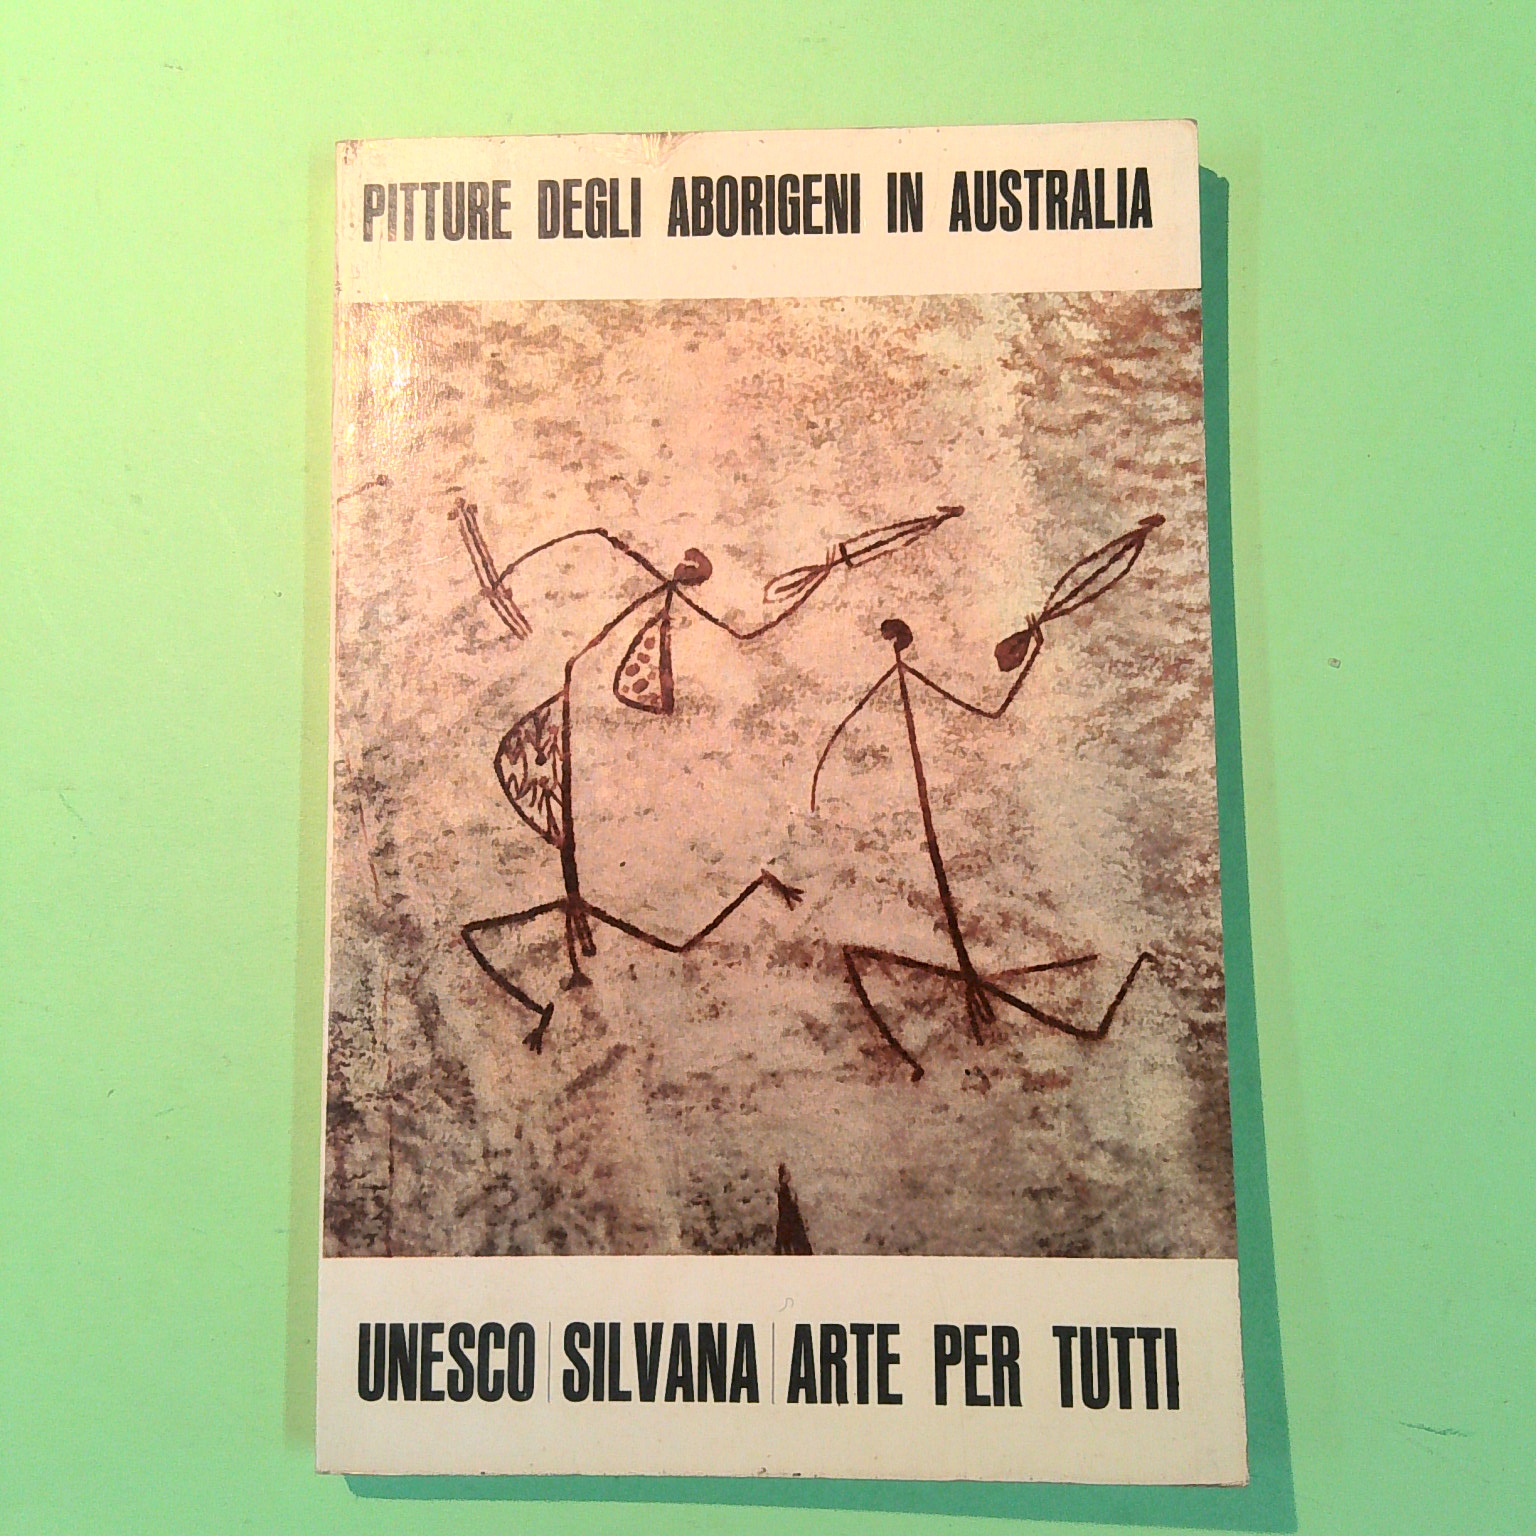 PITTURE DEGLI ABORIGENI IN AUSTRALIA
UNESCO SILVANA ARTE PER TUTTI